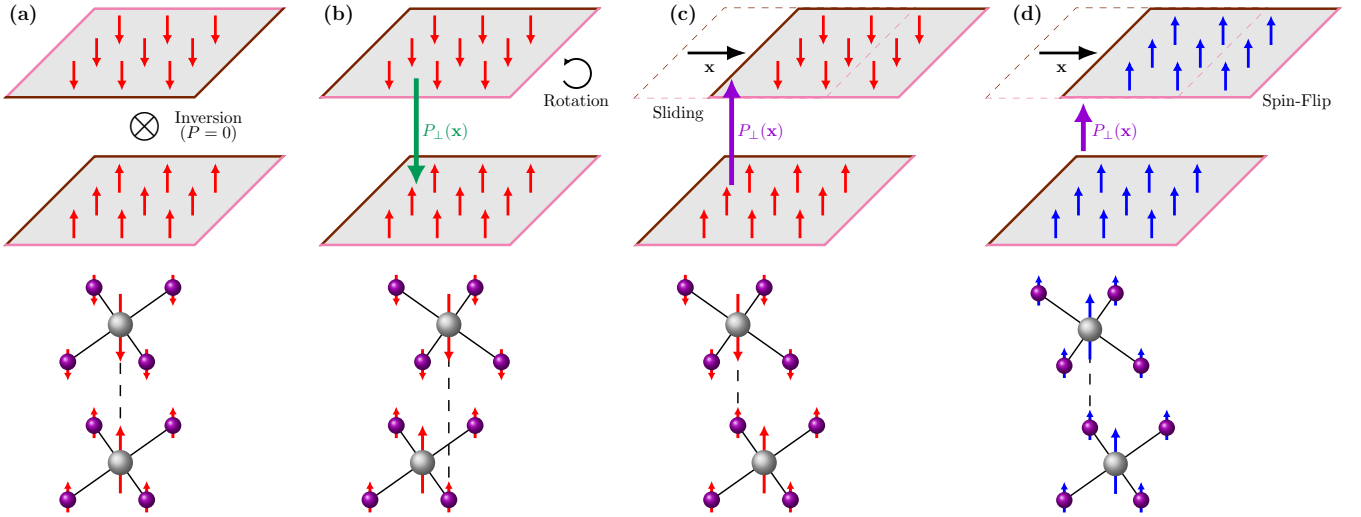 (a)
Inversion
(P = 0)
(b)
P⊥(x)
Rotation
(c)
x
Sliding
P⊥(x)
(d)
x
P⊥(x)
Spin-Flip